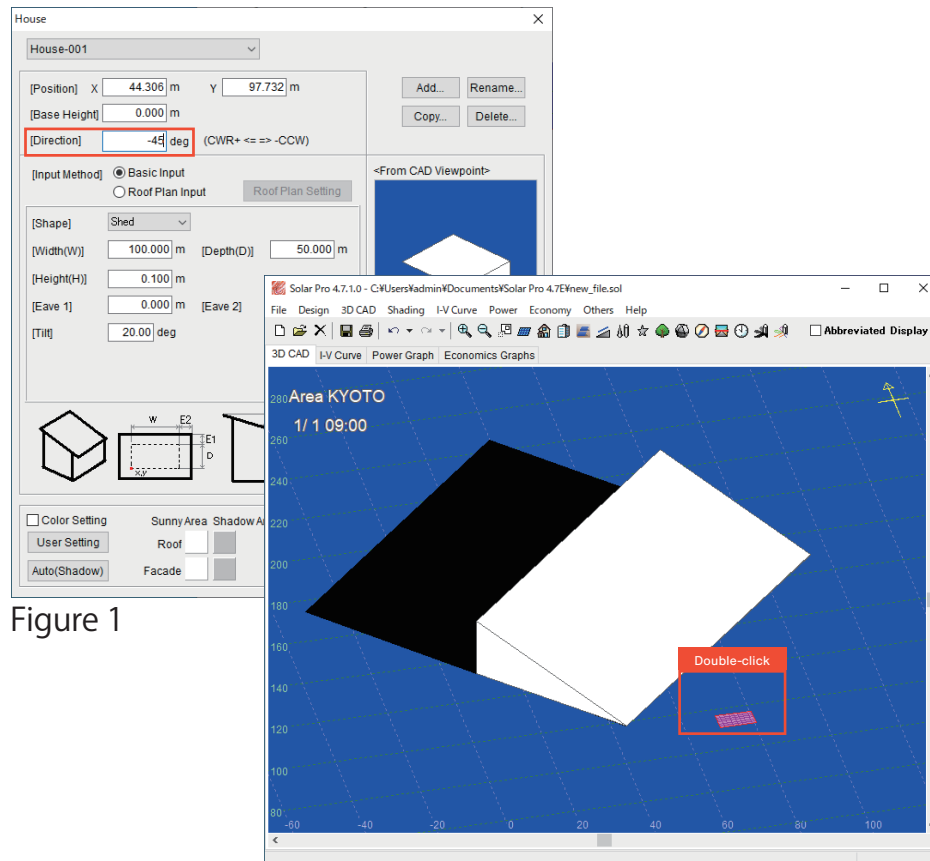 House
House-001
[Position] X 44.306 m Y 97.732 m
Add... Rename...
[Base Height] 0.000 m
Copy... Delete...
[Direction] -45 deg (CWR+ <= => -CCW)
[Input Method] Basic Input
Roof Plan Input Roof Plan Setting
<From CAD Viewpoint>
[Shape] Shed
[Width(W)] 100.000 m [Depth(D)] 50.000 m
[Height(H)] 0.100 m
[Eave 1] 0.000 m [Eave 2]
[Tilt] 20.00 deg
W E2
E1
D
x,y
Color Setting Sunny Area Shadow A
User Setting Roof
Auto(Shadow) Facade
Figure 1
Solar Pro 4.7.1.0 - C:¥Users¥admin¥Documents¥Solar Pro 4.7E¥new_file.sol
File Design 3D CAD Shading I-V Curve Power Economy Others Help
Abbreviated Display
3D CAD I-V Curve Power Graph Economics Graphs
Area KYOTO
1/ 1 09:00
280
260
240
220
200
180
160
140
120
100
80
Double-click
-60 -40 -20 0 20 40 60 80 100